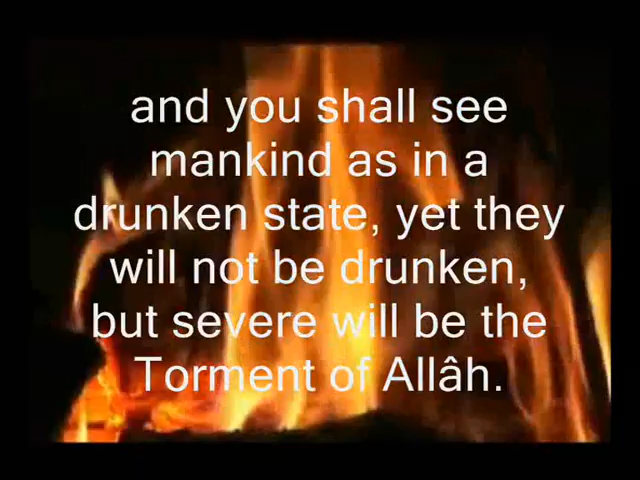 and you shall see
mankind as in a
drunken state, yet they
will not be drunken,
but severe will be the
Torment of Allâh.